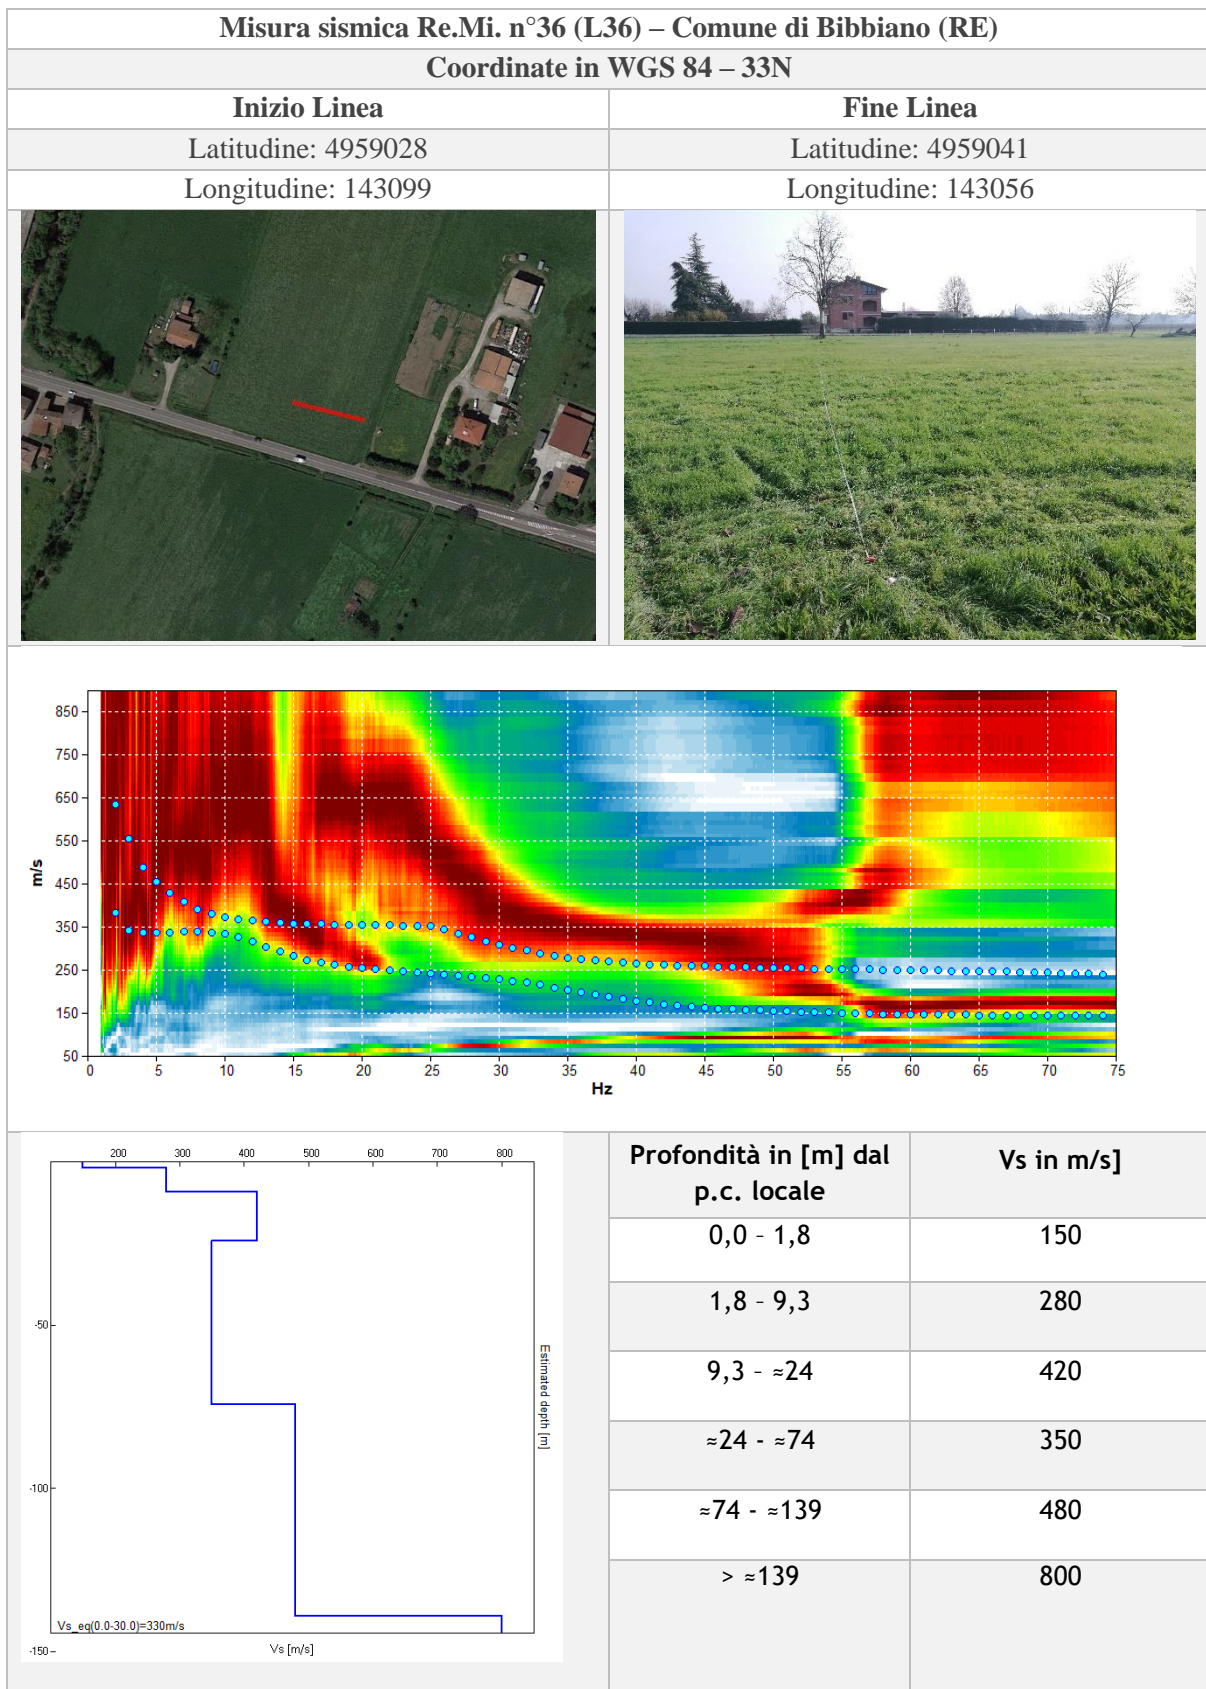 Misura sismica Re.Mi. n°36 (L36) – Comune di Bibbiano (RE)
Coordinate in WGS 84 – 33N
Inizio Linea
Fine Linea
Latitudine: 4959028
Latitudine: 4959041
Longitudine: 143099
Longitudine: 143056
850
750
650
550
450
350
250
150
50
m/s
0 5 10 15 20 25 30 35 40 45 50 55 60 65 70 75
Hz
200 300 400 500 600 700 800
-50
-100
-150
Estimated depth [m]
Vs_eq(0.0-30.0)=330m/s
Vs [m/s]
Profondità in [m] dal
p.c. locale
Vs in m/s]
0,0 – 1,8
150
1,8 – 9,3
280
9,3 – ≈24
420
≈24 - ≈74
350
≈74 - ≈139
480
> ≈139
800